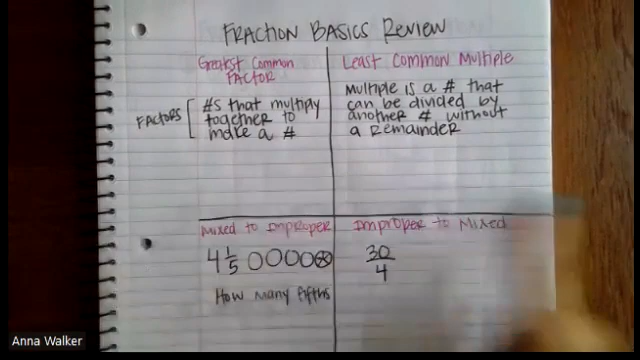 Fraction Basics Review
Greatest Common
Factor
Factors
#s that multiply
together to
make a #
Least Common Multiple
Multiple is a # that
can be divided by
another # without
a remainder
Mixed to Improper
4 1/5
How many fifths
Improper to Mixed
30
4
Anna Walker